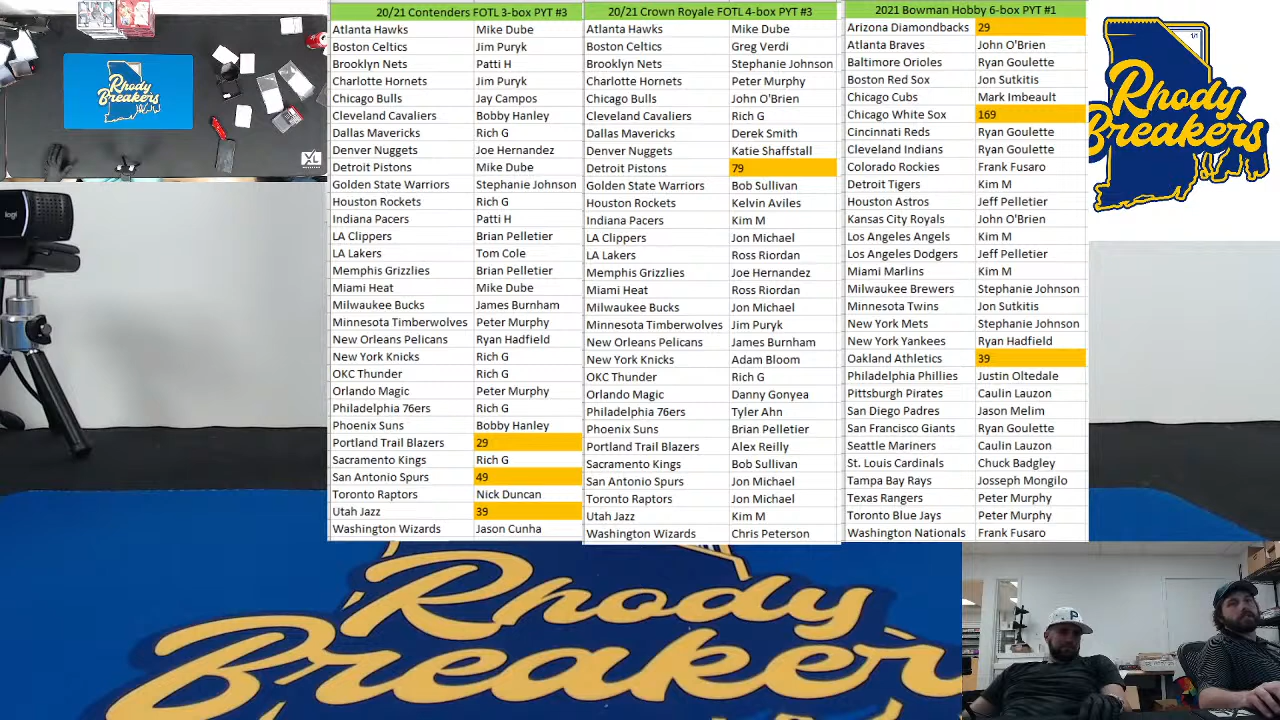 20/21 Contenders FOTL 3-box PYT #3
Atlanta Hawks Mike Dube
Boston Celtics Jim Puryk
Brooklyn Nets Patti H
Charlotte Hornets Jim Puryk
Chicago Bulls Jay Campos
Cleveland Cavaliers Bobby Hanley
Dallas Mavericks Rich G
Denver Nuggets Joe Hernandez
Detroit Pistons Mike Dube
Golden State Warriors Stephanie Johnson
Houston Rockets Rich G
Indiana Pacers Patti H
LA Clippers Brian Pelletier
LA Lakers Tom Cole
Memphis Grizzlies Brian Pelletier
Miami Heat Mike Dube
Milwaukee Bucks James Burnham
Minnesota Timberwolves Peter Murphy
New Orleans Pelicans Ryan Hadfield
New York Knicks Rich G
OKC Thunder Rich G
Orlando Magic Peter Murphy
Philadelphia 76ers Rich G
Phoenix Suns Bobby Hanley
Portland Trail Blazers 29
Sacramento Kings Rich G
San Antonio Spurs 49
Toronto Raptors Nick Duncan
Utah Jazz 39
Washington Wizards Jason Cunha
20/21 Crown Royale FOTL 4-box PYT #3
Atlanta Hawks Mike Dube
Boston Celtics Greg Verdi
Brooklyn Nets Stephanie Johnson
Charlotte Hornets Peter Murphy
Chicago Bulls John O'Brien
Cleveland Cavaliers Rich G
Dallas Mavericks Derek Smith
Denver Nuggets Katie Shaffstall
Detroit Pistons 79
Golden State Warriors Bob Sullivan
Houston Rockets Kelvin Aviles
Indiana Pacers Kim M
LA Clippers Jon Michael
LA Lakers Ross Riordan
Memphis Grizzlies Joe Hernandez
Miami Heat Ross Riordan
Milwaukee Bucks Jon Michael
Minnesota Timberwolves Jim Puryk
New Orleans Pelicans James Burnham
New York Knicks Adam Bloom
OKC Thunder Rich G
Orlando Magic Danny Gonyea
Philadelphia 76ers Tyler Ahn
Phoenix Suns Brian Pelletier
Portland Trail Blazers Alex Reilly
Sacramento Kings Bob Sullivan
San Antonio Spurs Jon Michael
Toronto Raptors Jon Michael
Utah Jazz Kim M
Washington Wizards Chris Peterson
2021 Bowman Hobby 6-box PYT #1
Arizona Diamondbacks 29
Atlanta Braves John O'Brien
Baltimore Orioles Ryan Goulette
Boston Red Sox Jon Sutkitis
Chicago Cubs Mark Imbeault
Chicago White Sox 169
Cincinnati Reds Ryan Goulette
Cleveland Indians Ryan Goulette
Colorado Rockies Frank Fusaro
Detroit Tigers Kim M
Houston Astros Jeff Pelletier
Kansas City Royals John O'Brien
Los Angeles Angels Kim M
Los Angeles Dodgers Jeff Pelletier
Miami Marlins Kim M
Milwaukee Brewers Stephanie Johnson
Minnesota Twins Jon Sutkitis
New York Mets Stephanie Johnson
New York Yankees Ryan Hadfield
Oakland Athletics 39
Philadelphia Phillies Justin Oltedale
Pittsburgh Pirates Caulin Lauzon
San Diego Padres Jason Melim
San Francisco Giants Ryan Goulette
Seattle Mariners Caulin Lauzon
St. Louis Cardinals Chuck Badgley
Tampa Bay Rays Josseph Mongilo
Texas Rangers Peter Murphy
Toronto Blue Jays Peter Murphy
Washington Nationals Frank Fusaro
1/1
Rhody
Breakers
Rhody
Breakers
XL
logi
Rhody
Breaker
P